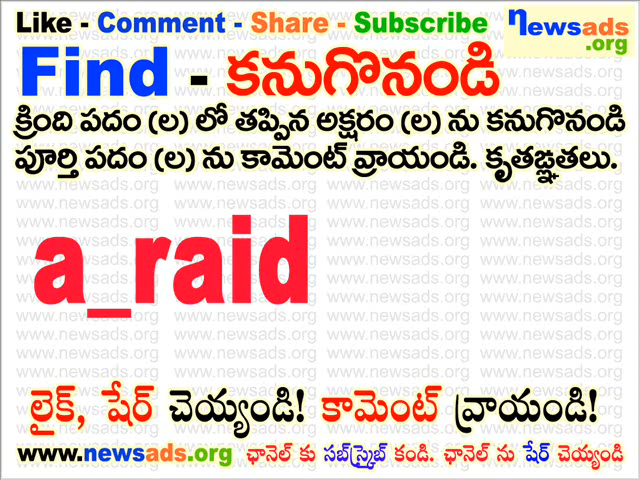 Like - Comment - Share - Subscribe
newsads
.org
Find - కనుగొనండి
క్రింది పదం (ల) లో తప్పిన అక్షరం (ల) ను కనుగొనండి
పూర్తి పదం (ల) ను కామెంట్ వ్రాయండి. కృతఙ్ఞతలు.
a_raid
లైక్, షేర్ చెయ్యండి! కామెంట్ వ్రాయండి!
www.newsads.org ఛానెల్ కు సబ్‌స్క్రైబ్ కండి. ఛానెల్ ను షేర్ చెయ్యండి